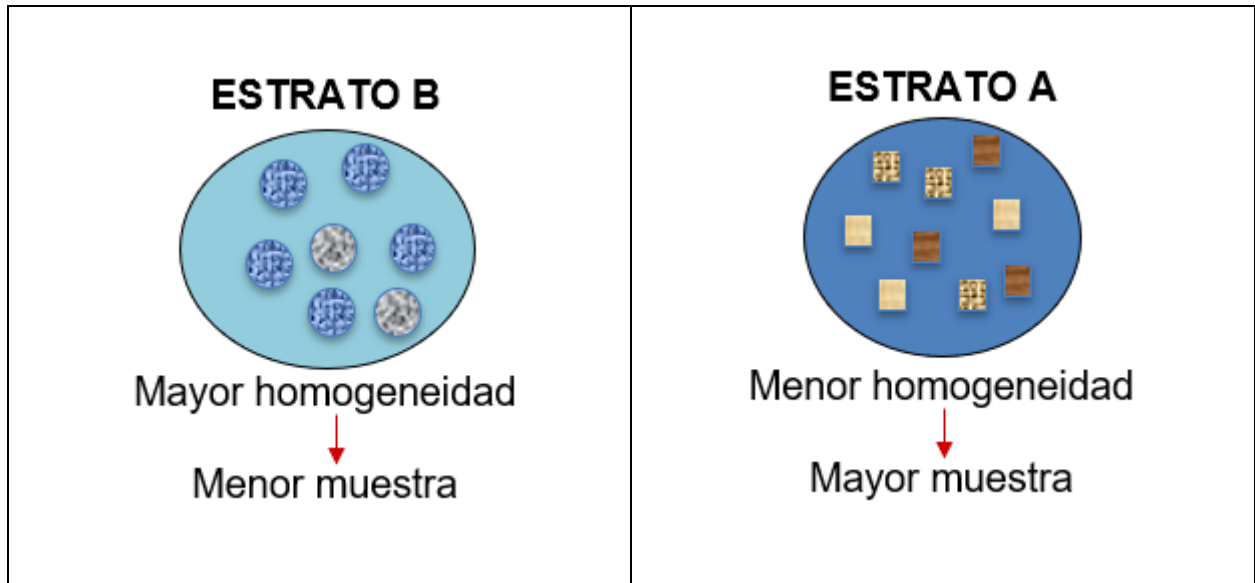 ESTRATO B
Mayor homogeneidad
Menor muestra
ESTRATO A
Menor homogeneidad
Mayor muestra